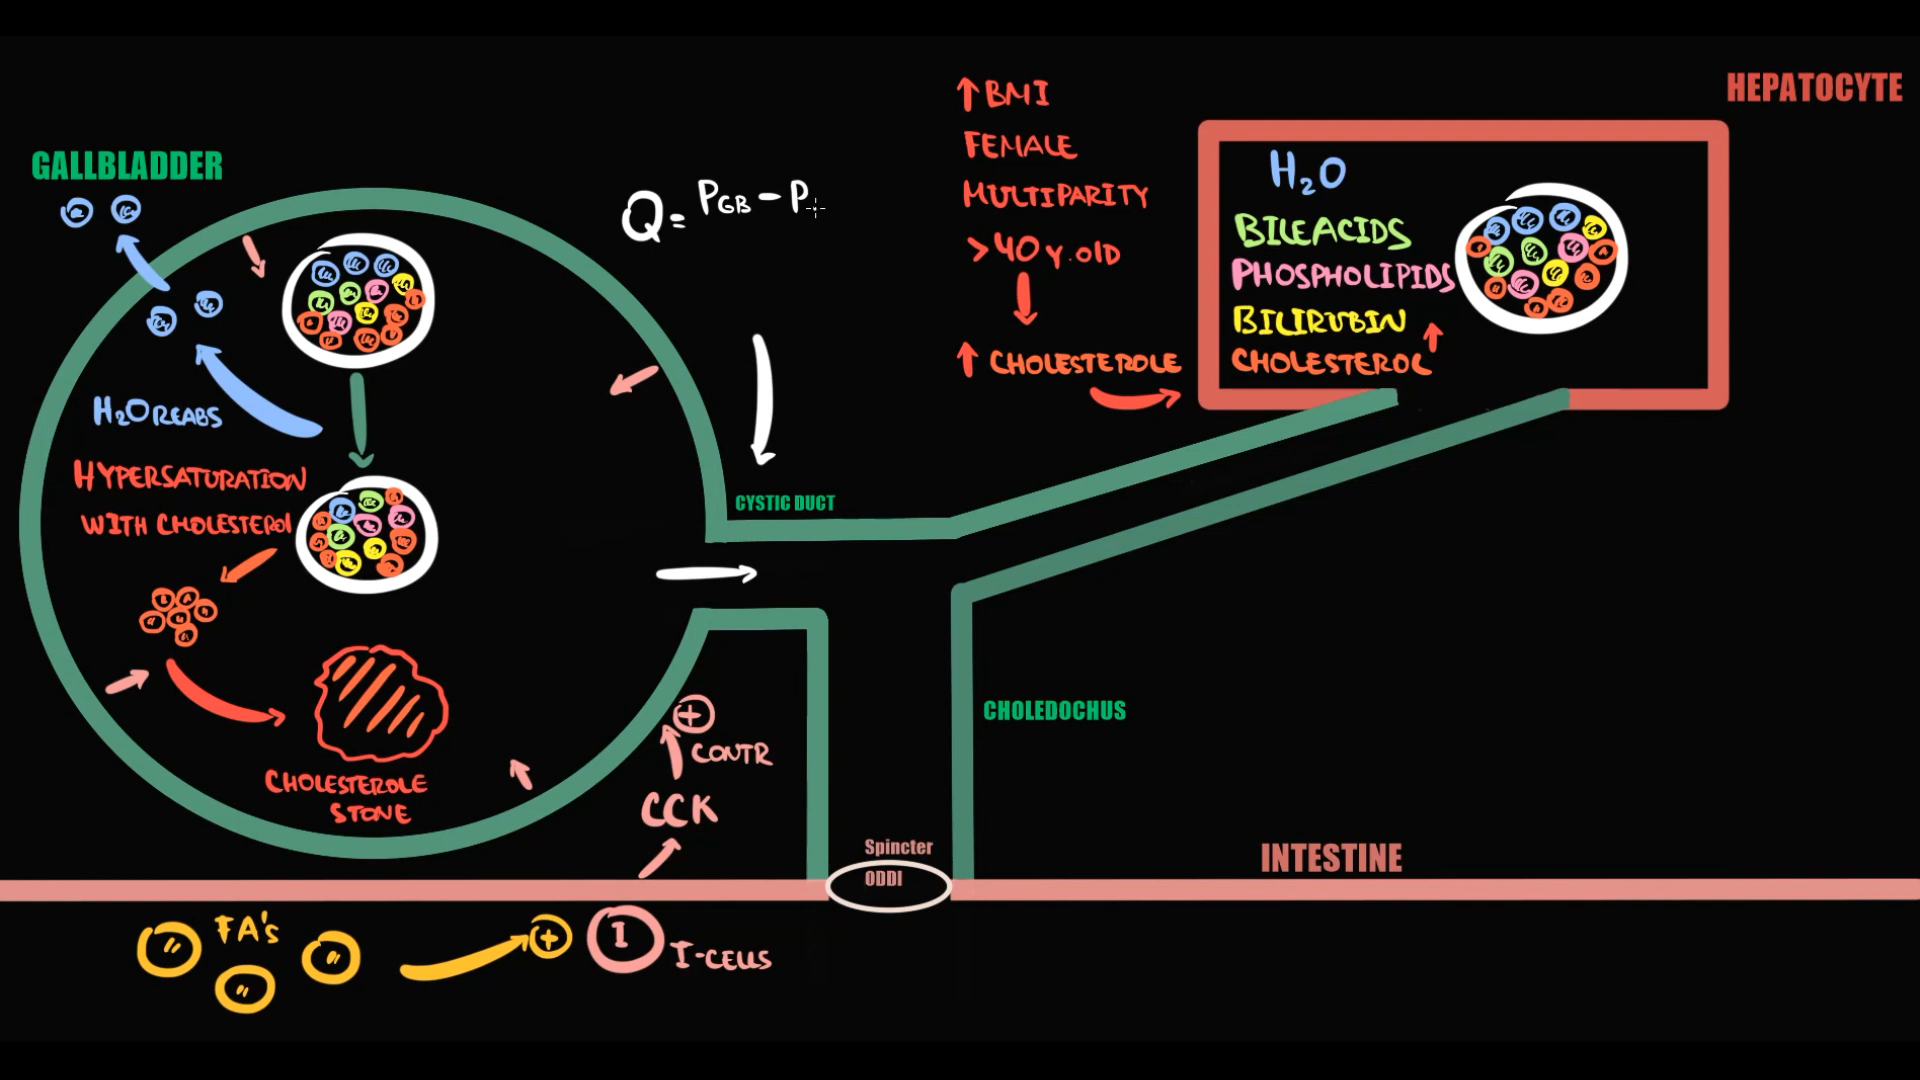 HEPATOCYTE
GALLBLADDER
Q = PGB - P
↑ BMI
FEMALE
MULTIPARITY
>40 y.old
↑ CHOLESTEROLE
H2O
BILEACIDS
PHOSPHOLIPIDS
BILIRUBIN
CHOLESTEROL ↑
H2O REABS
HYPERSATURATION
WITH CHOLESTEROL
CYSTIC DUCT
CHOLESTEROLE
STONE
+
CONTR
CCK
CHOLEDOCHUS
Spincter
ODDI
INTESTINE
FA's
+
I
I-CELLS